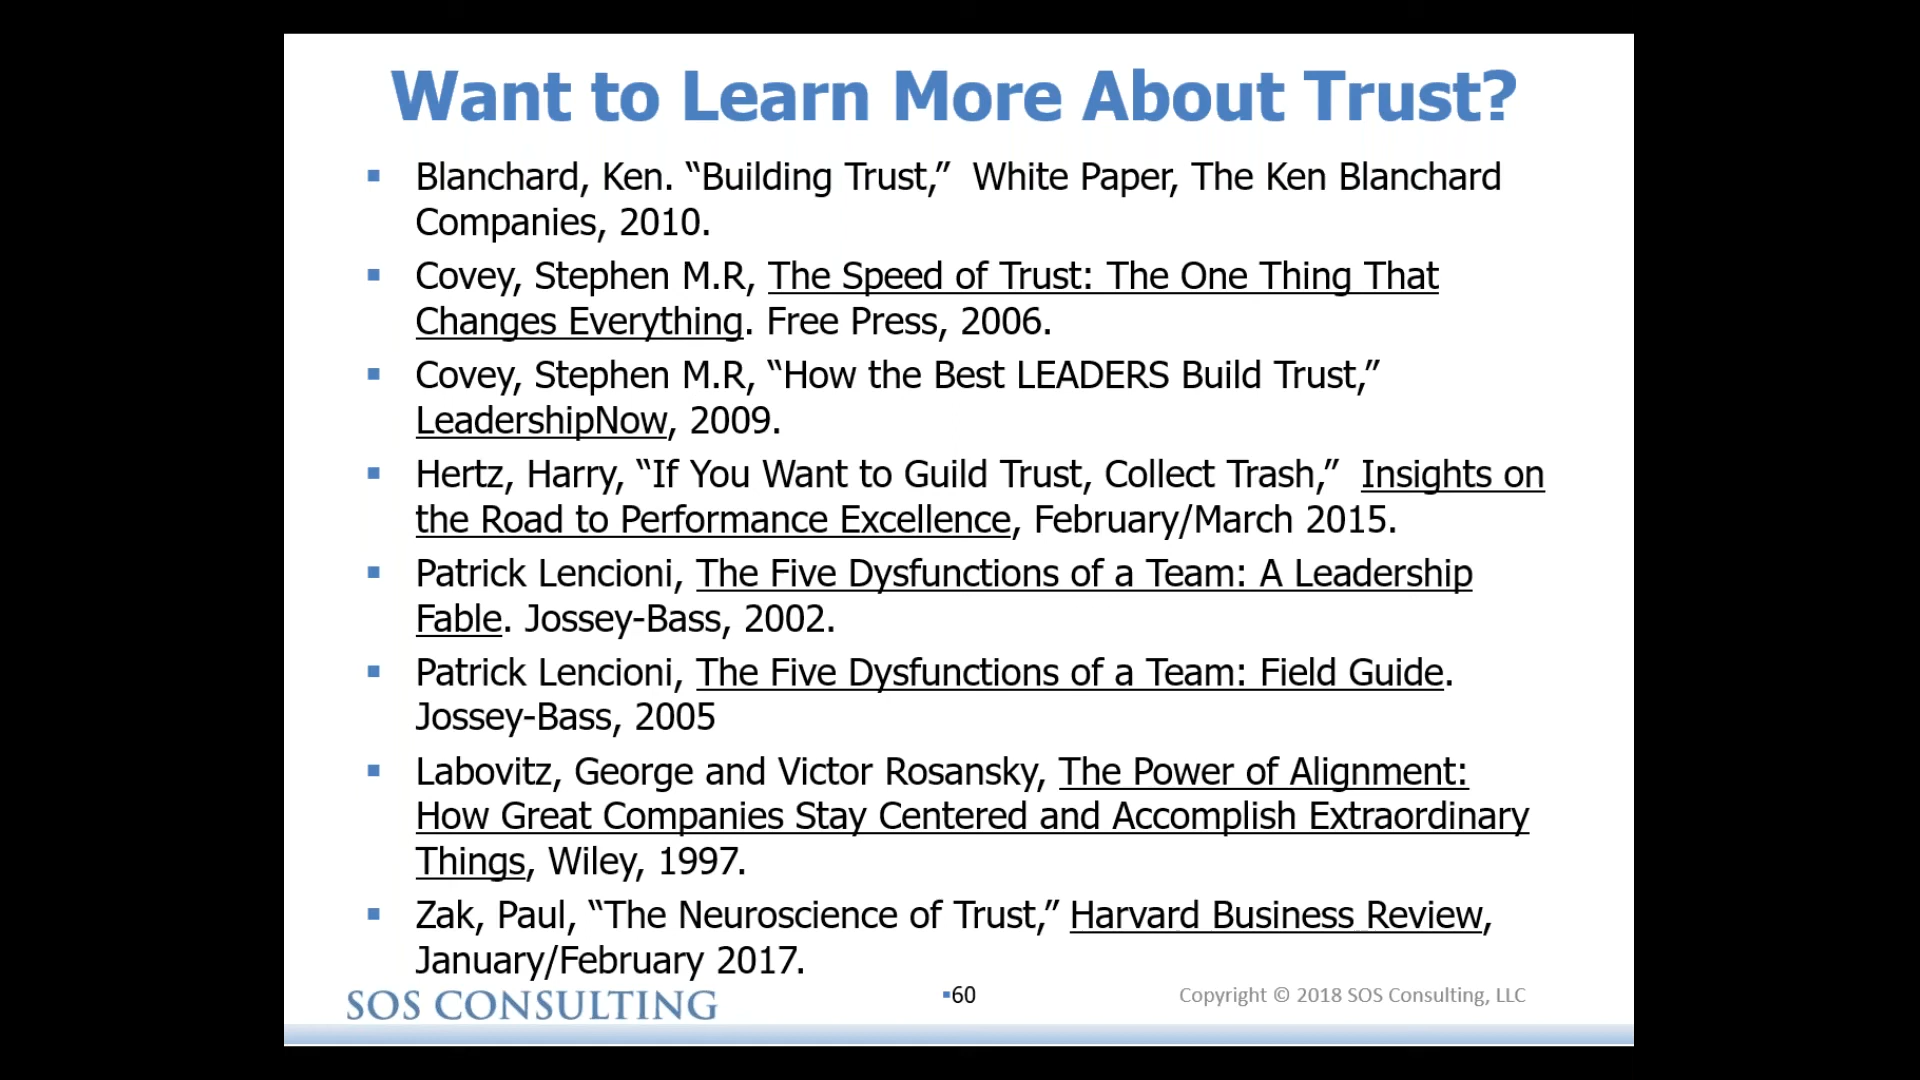 Want to Learn More About Trust?
▪ Blanchard, Ken. “Building Trust,”  White Paper, The Ken Blanchard
Companies, 2010.
▪ Covey, Stephen M.R, The Speed of Trust: The One Thing That
Changes Everything. Free Press, 2006.
▪ Covey, Stephen M.R, “How the Best LEADERS Build Trust,”
LeadershipNow, 2009.
▪ Hertz, Harry, “If You Want to Guild Trust, Collect Trash,”  Insights on
the Road to Performance Excellence, February/March 2015.
▪ Patrick Lencioni, The Five Dysfunctions of a Team: A Leadership
Fable. Jossey-Bass, 2002.
▪ Patrick Lencioni, The Five Dysfunctions of a Team: Field Guide.
Jossey-Bass, 2005
▪ Labovitz, George and Victor Rosansky, The Power of Alignment:
How Great Companies Stay Centered and Accomplish Extraordinary
Things, Wiley, 1997.
▪ Zak, Paul, “The Neuroscience of Trust,” Harvard Business Review,
January/February 2017.
SOS CONSULTING
▪60
Copyright © 2018 SOS Consulting, LLC